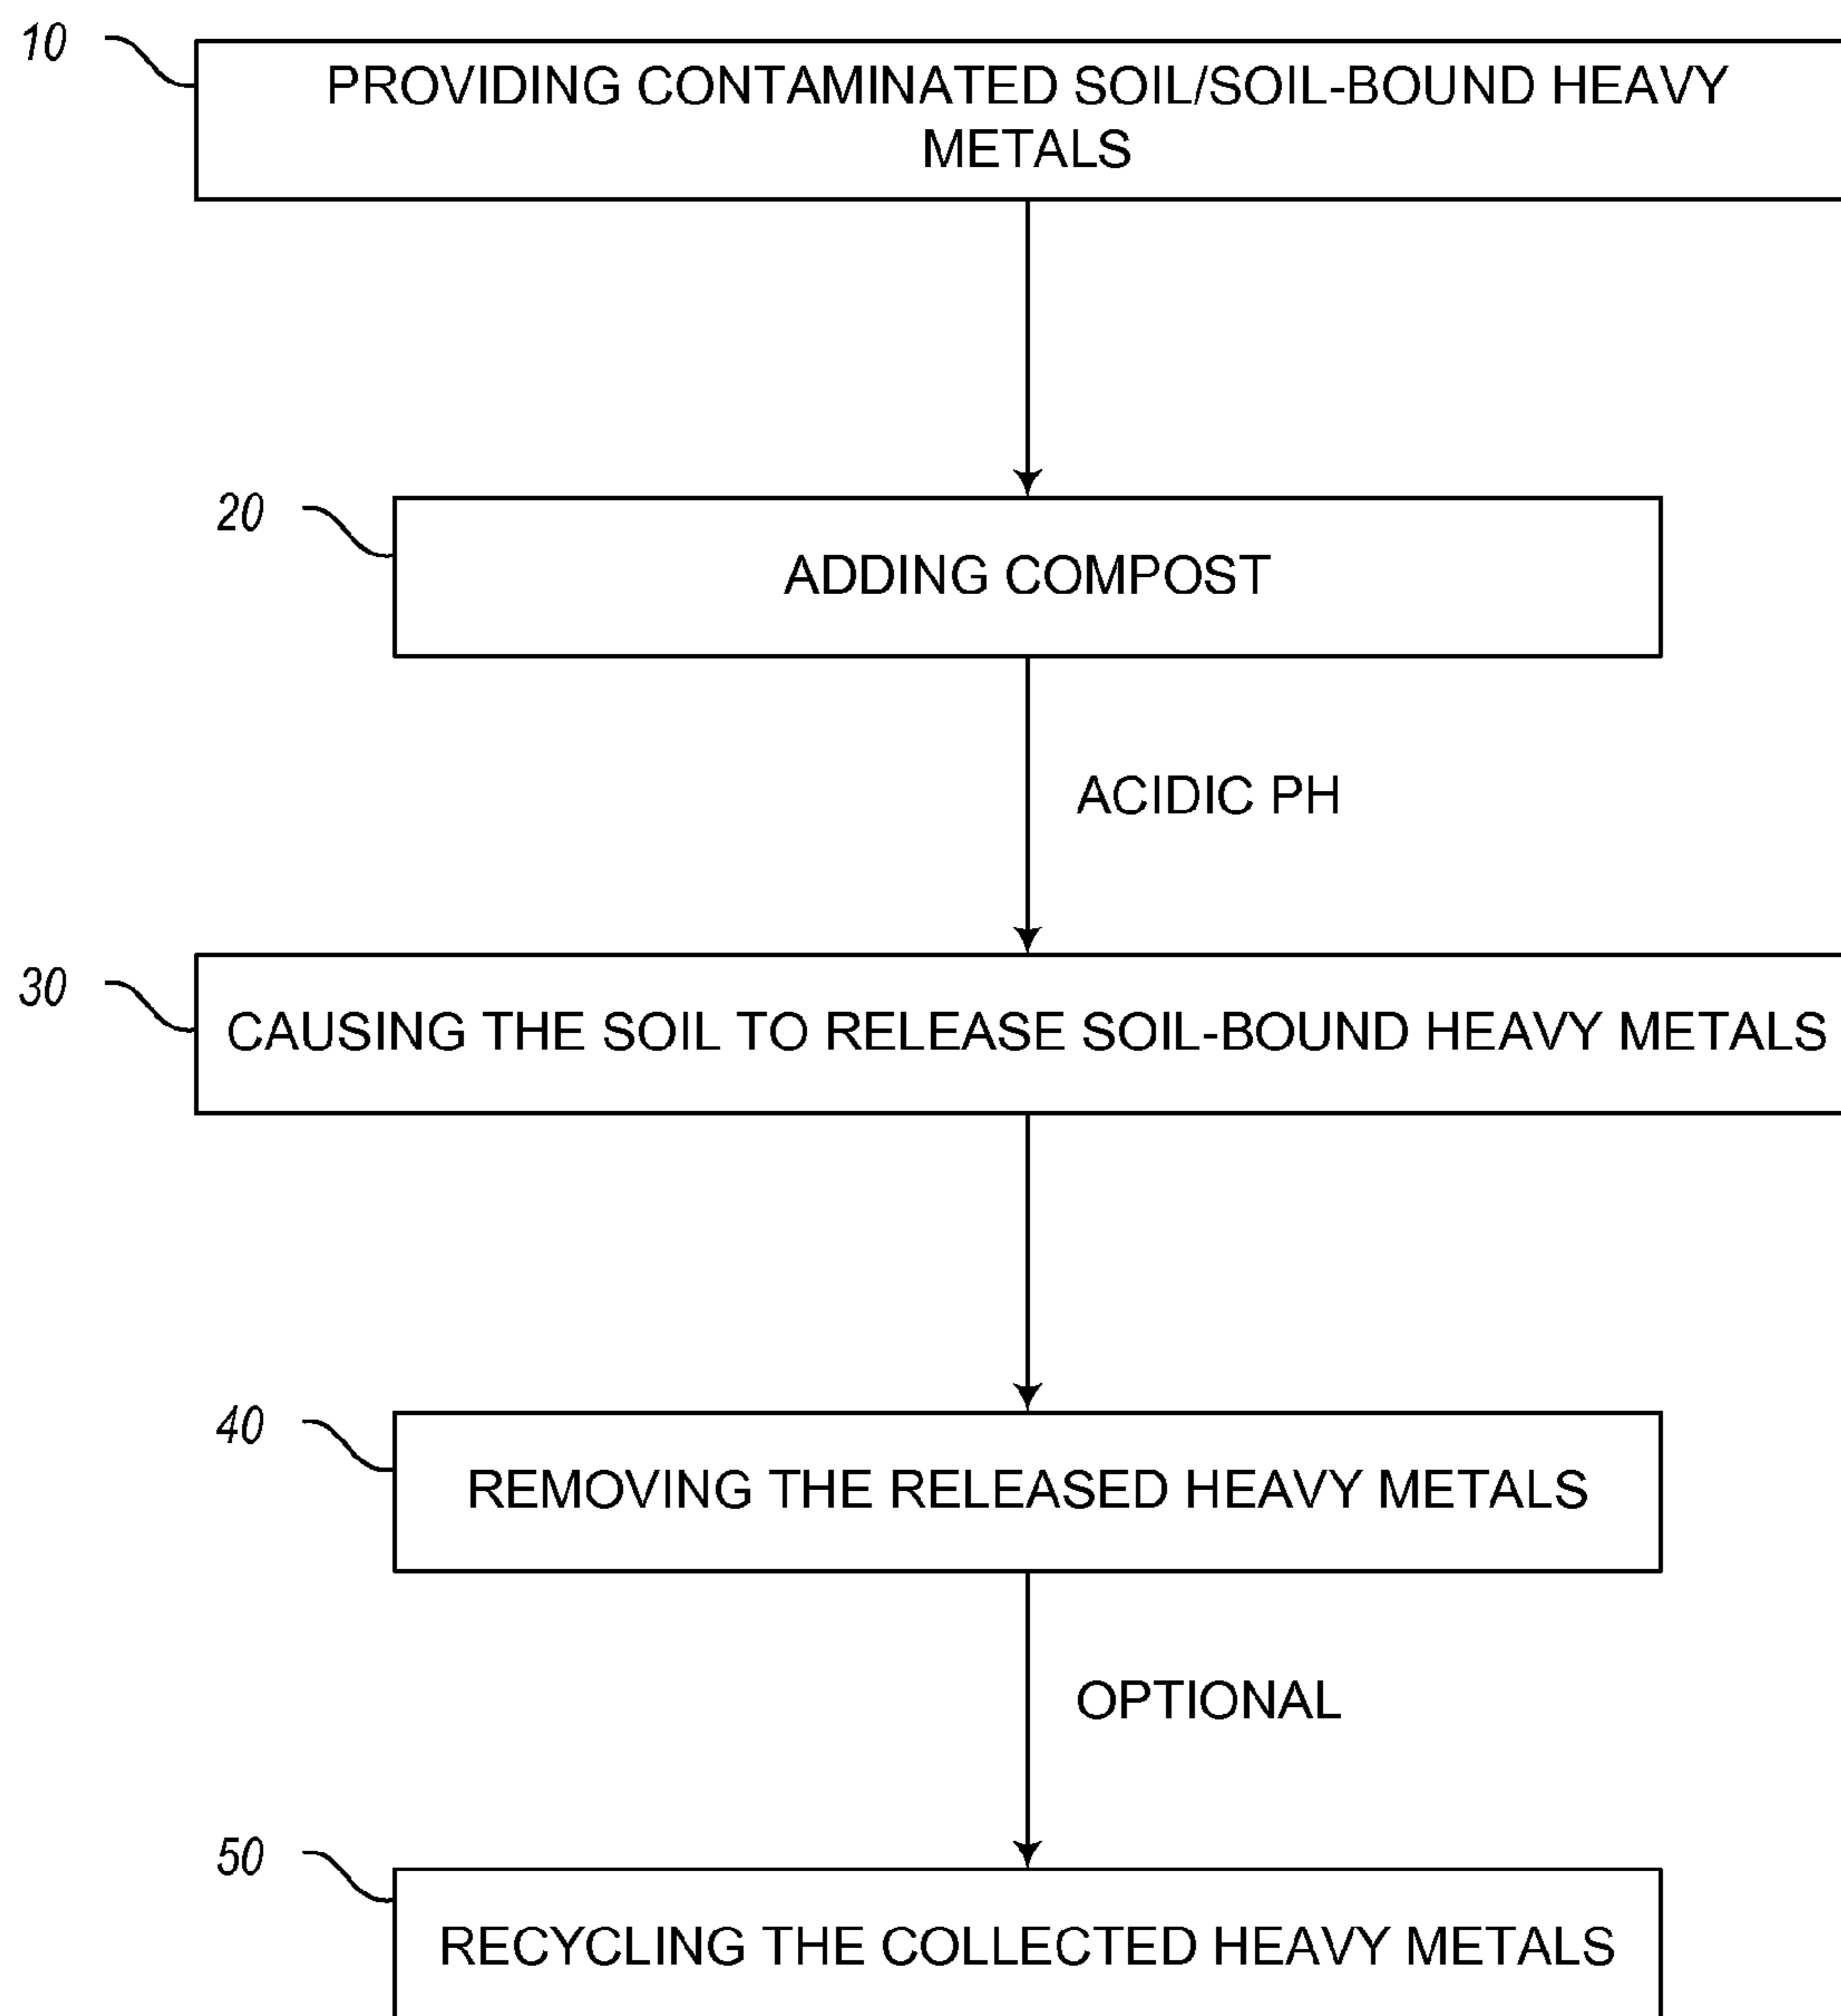 10
PROVIDING CONTAMINATED SOIL/SOIL-BOUND HEAVY
METALS
20
ADDING COMPOST
ACIDIC PH
30
CAUSING THE SOIL TO RELEASE SOIL-BOUND HEAVY METALS
40
REMOVING THE RELEASED HEAVY METALS
OPTIONAL
50
RECYCLING THE COLLECTED HEAVY METALS